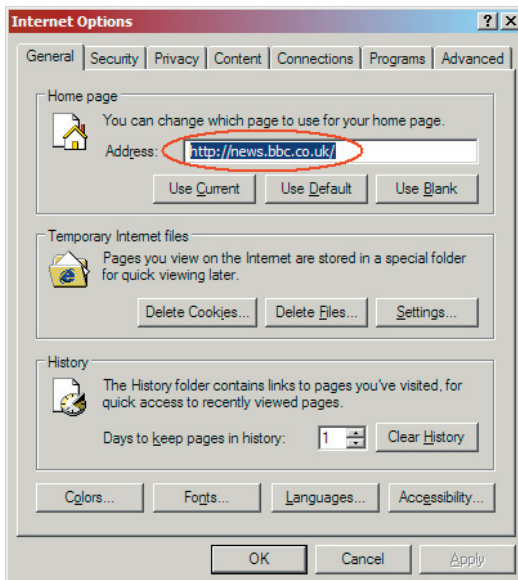 Internet Options
General Security Privacy Content Connections Programs Advanced
Home page
You can change which page to use for your home page.
Address: http://news.bbc.co.uk/
Use Current Use Default Use Blank
Temporary Internet files
Pages you view on the Internet are stored in a special folder
for quick viewing later.
Delete Cookies... Delete Files... Settings...
History
The History folder contains links to pages you've visited, for
quick access to recently viewed pages.
Days to keep pages in history: 1 Clear History
Colors... Fonts... Languages... Accessibility...
OK Cancel Apply